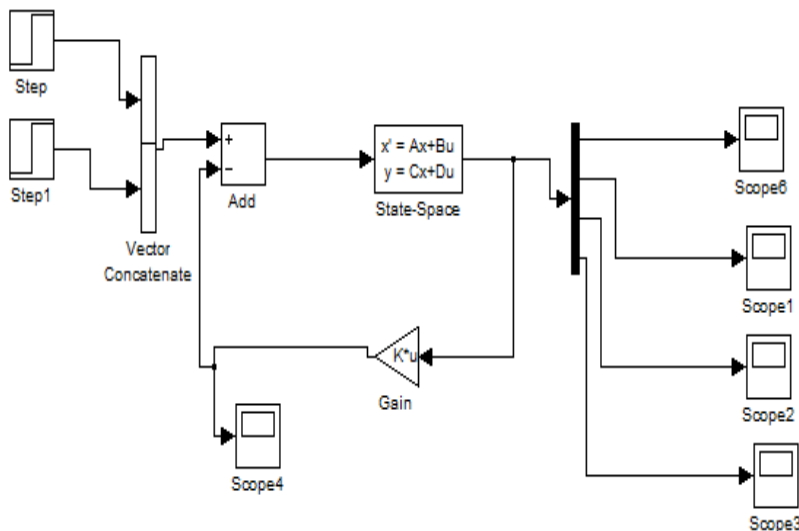 Step
Step1
Vector
Concatenate
+
−
Add
x' = Ax+Bu
y = Cx+Du
State-Space
K*u
Gain
Scope4
Scope6
Scope1
Scope2
Scope3